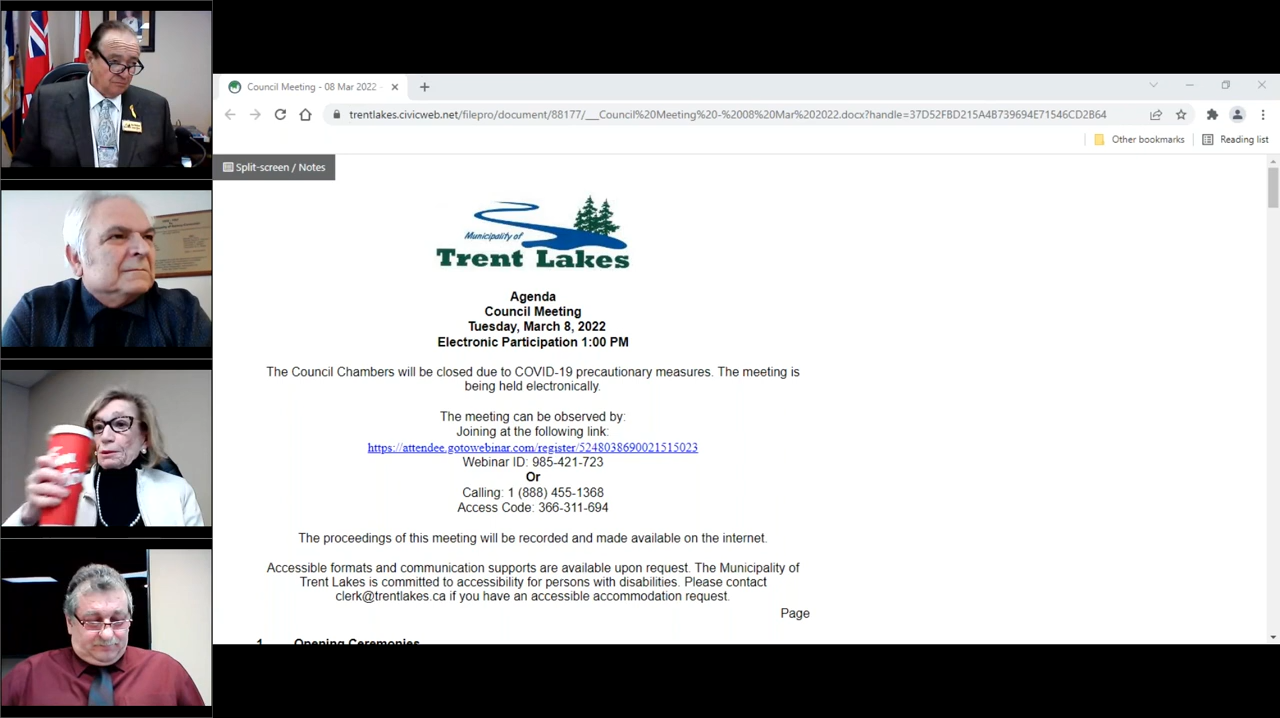 Council Meeting - 08 Mar 2022 -
trentlakes.civicweb.net/filepro/document/88177/___Council%20Meeting%20-%2008%20Mar%202022.docx?handle=37D52FBD215A4B739694E71546CD2B64
Other bookmarks
Reading list
Split-screen / Notes
Municipality of
Trent Lakes
Agenda
Council Meeting
Tuesday, March 8, 2022
Electronic Participation 1:00 PM
The Council Chambers will be closed due to COVID-19 precautionary measures. The meeting is
being held electronically.
The meeting can be observed by:
Joining at the following link:
https://attendee.gotowebinar.com/register/5248038690021515023
Webinar ID: 985-421-723
Or
Calling: 1 (888) 455-1368
Access Code: 366-311-694
The proceedings of this meeting will be recorded and made available on the internet.
Accessible formats and communication supports are available upon request. The Municipality of
Trent Lakes is committed to accessibility for persons with disabilities. Please contact
clerk@trentlakes.ca if you have an accessible accommodation request.
Page
1. Opening Ceremonies